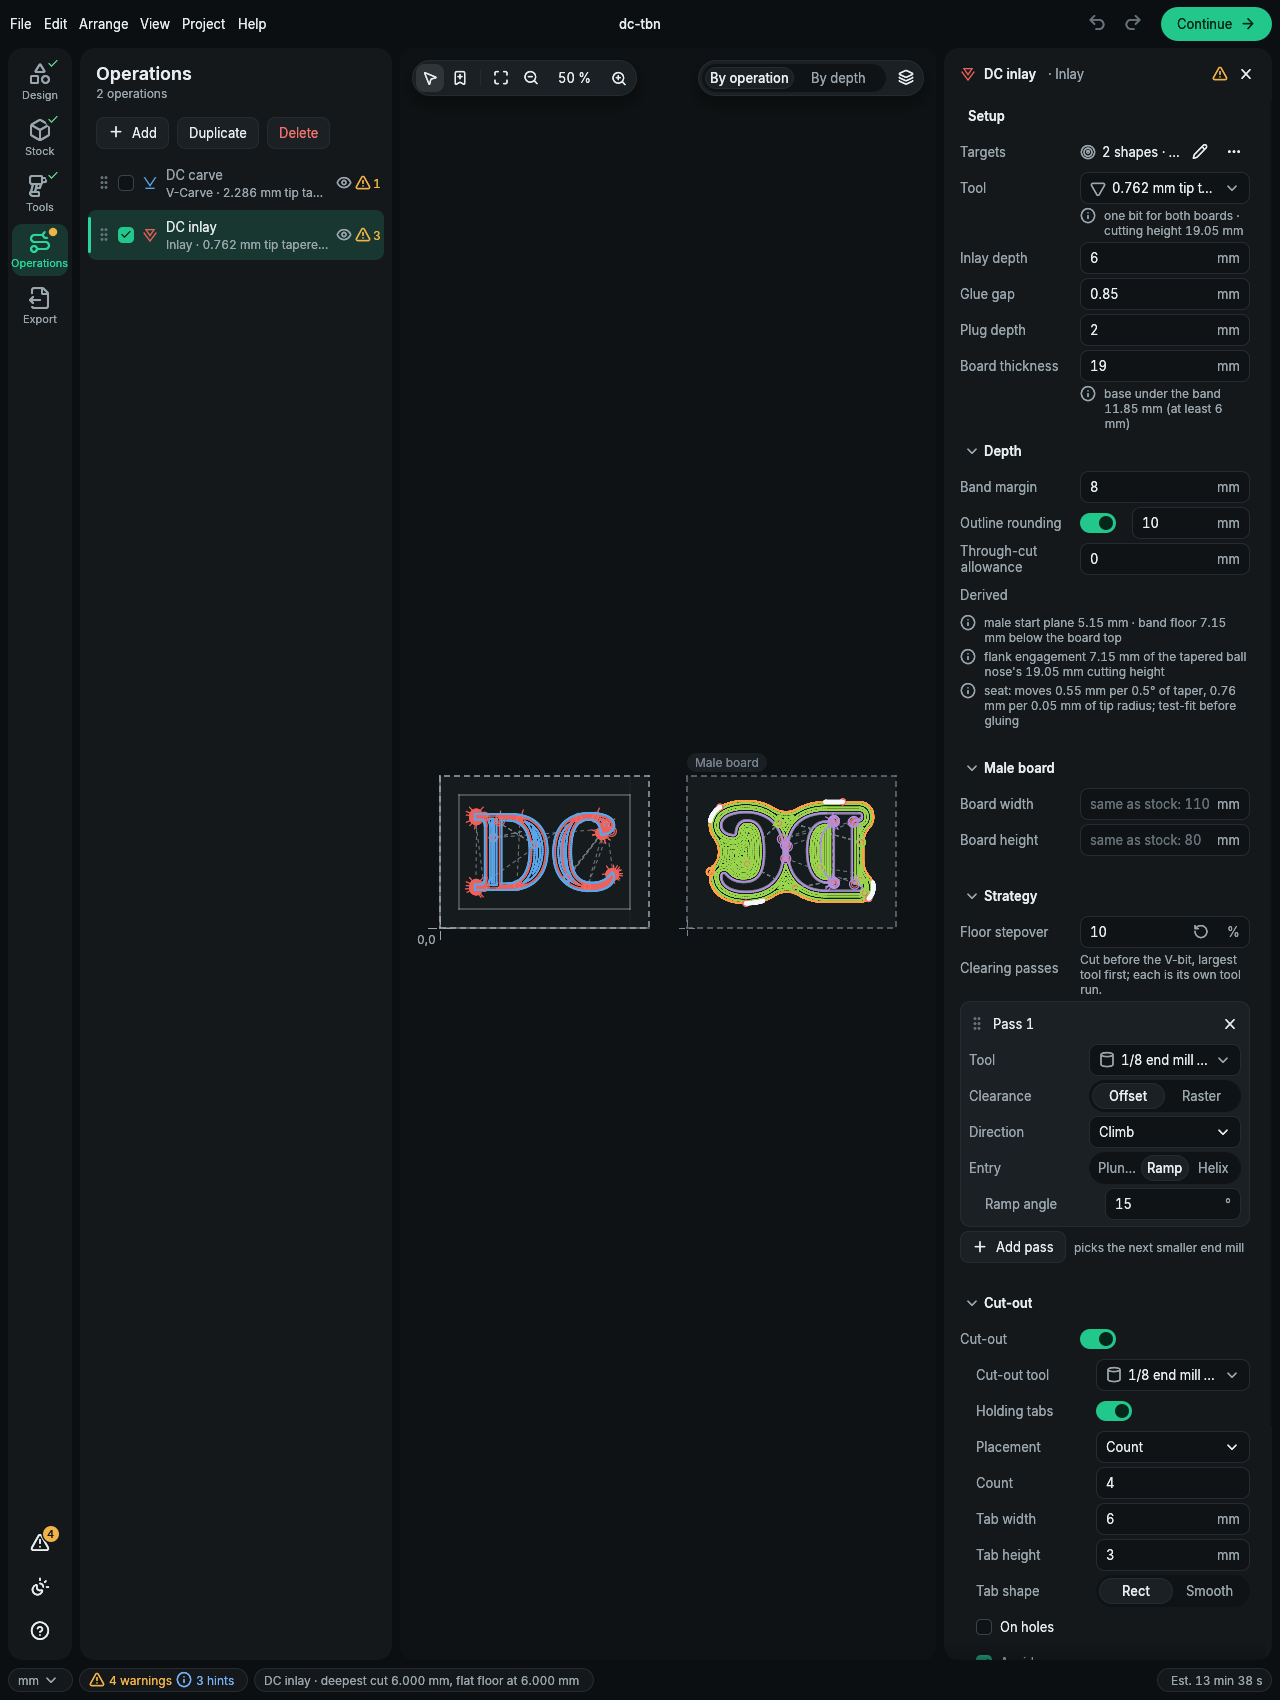 File Edit Arrange View Project Help
dc-tbn
Continue
Design
Stock
Tools
Operations
Export
4
Operations
2 operations
Add
Duplicate
Delete
DC carve
V-Carve · 2.286 mm tip ta...
1
DC inlay
Inlay · 0.762 mm tip tapere...
3
50 %
By operation
By depth
Male board
0,0
DC inlay · Inlay
Setup
Targets
2 shapes · ...
Tool
0.762 mm tip t...
one bit for both boards ·
cutting height 19.05 mm
Inlay depth
6 mm
Glue gap
0.85 mm
Plug depth
2 mm
Board thickness
19 mm
base under the band
11.85 mm (at least 6
mm)
Depth
Band margin
8 mm
Outline rounding
10 mm
Through-cut
allowance
0 mm
Derived
male start plane 5.15 mm · band floor 7.15
mm below the board top
flank engagement 7.15 mm of the tapered ball
nose's 19.05 mm cutting height
seat: moves 0.55 mm per 0.5° of taper, 0.76
mm per 0.05 mm of tip radius; test-fit before
gluing
Male board
Board width
same as stock: 110 mm
Board height
same as stock: 80 mm
Strategy
Floor stepover
10 %
Clearing passes
Cut before the V-bit, largest
tool first; each is its own tool
run.
Pass 1
Tool
1/8 end mill ...
Clearance
Offset Raster
Direction
Climb
Entry
Plun... Ramp Helix
Ramp angle
15 °
Add pass
picks the next smaller end mill
Cut-out
Cut-out
Cut-out tool
1/8 end mill ...
Holding tabs
Placement
Count
Count
4
Tab width
6 mm
Tab height
3 mm
Tab shape
Rect Smooth
On holes
mm
4 warnings
3 hints
DC inlay · deepest cut 6.000 mm, flat floor at 6.000 mm
Est. 13 min 38 s